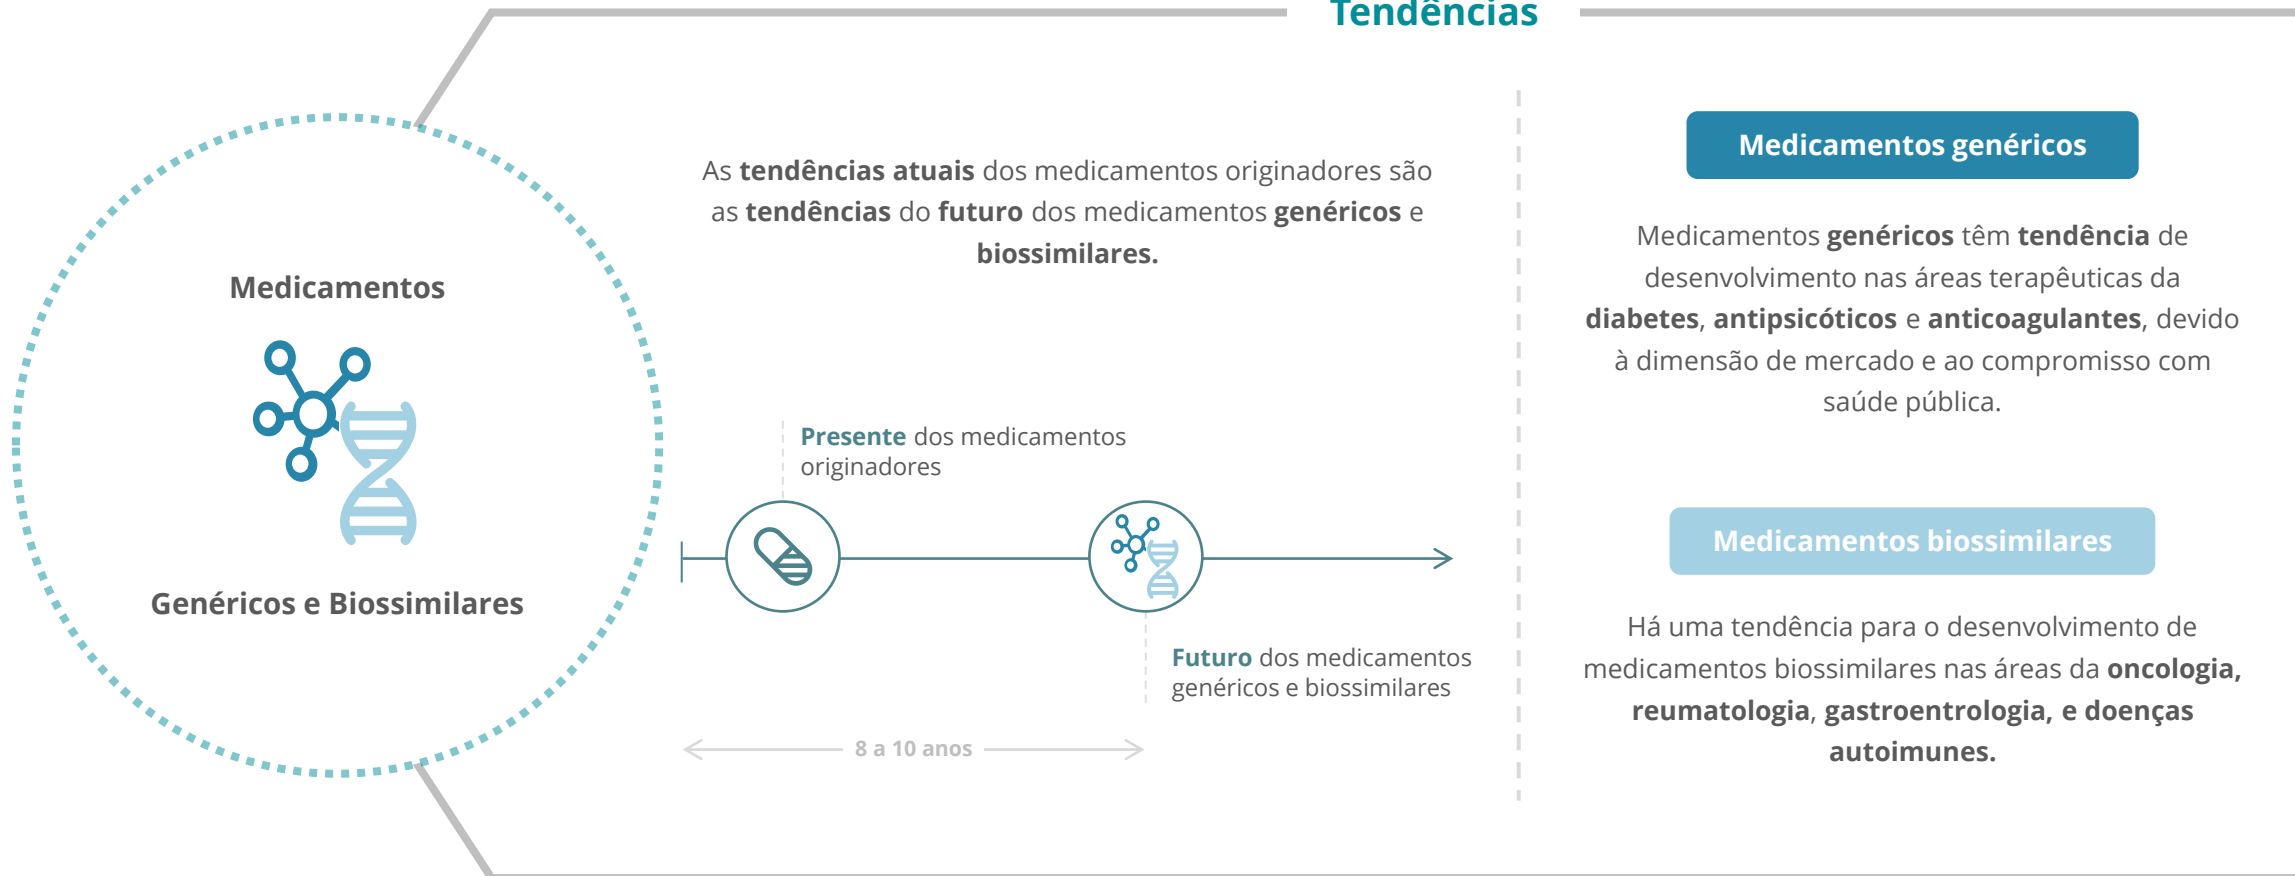 Tendências
Medicamentos
Genéricos e Biossimilares
As tendências atuais dos medicamentos originadores são
as tendências do futuro dos medicamentos genéricos e
biossimilares.
Presente dos medicamentos
originadores
Futuro dos medicamentos
genéricos e biossimilares
8 a 10 anos
Medicamentos genéricos
Medicamentos genéricos têm tendência de
desenvolvimento nas áreas terapêuticas da
diabetes, antipsicóticos e anticoagulantes, devido
à dimensão de mercado e ao compromisso com
saúde pública.
Medicamentos biossimilares
Há uma tendência para o desenvolvimento de
medicamentos biossimilares nas áreas da oncologia,
reumatologia, gastroentrologia, e doenças
autoimunes.